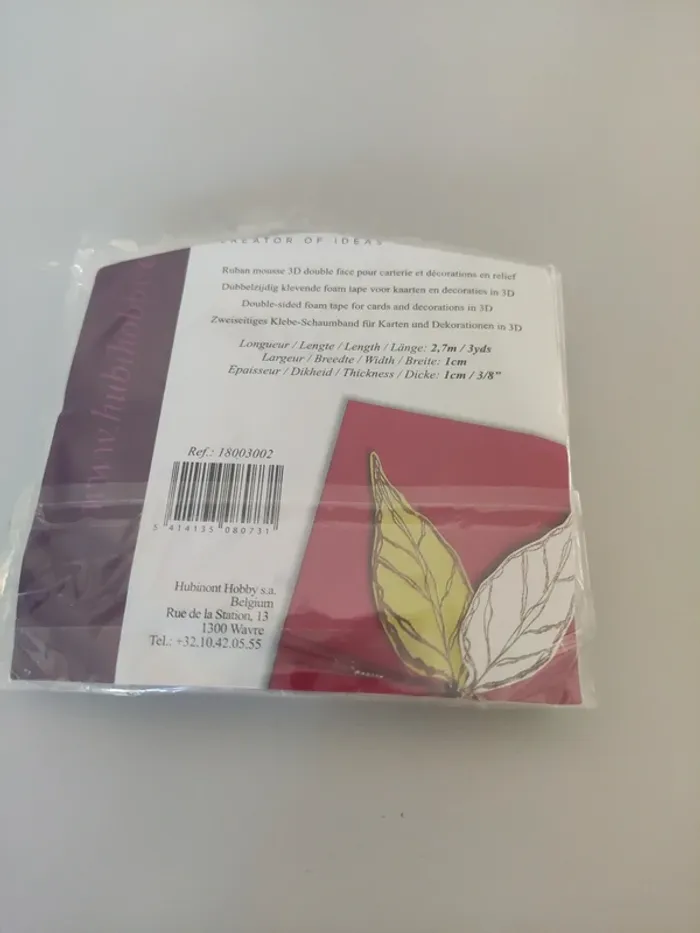 CREATOR OF IDEAS
Ruban mousse 3D double face pour carterie et décorations en relief
Dubbelzijdig klevende foam tape voor kaarten en decoraties in 3D
Double-sided foam tape for cards and decorations in 3D
Zweiseitiges Klebe-Schaumband für Karten und Dekorationen in 3D
Longueur / Lengte / Length / Länge: 2,7m / 3yds
Largeur / Breedte / Width / Breite: 1cm
Epaisseur / Dikheid / Thickness / Dicke: 1cm / 3/8"
Ref.: 18003002
5 414135 080731
Hubinont Hobby s.a.
Belgium
Rue de la Station, 13
1300 Wavre
Tel.: +32.10.42.05.55